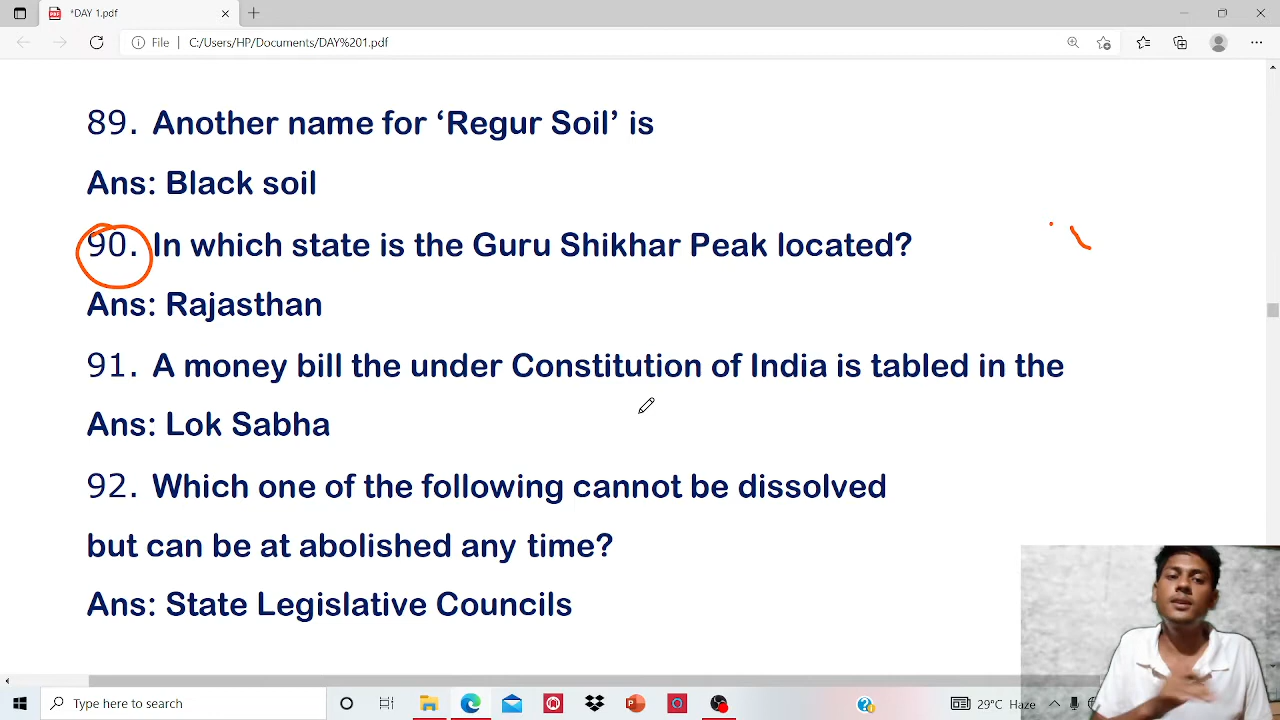 *DAY 1.pdf
File
C:/Users/HP/Documents/DAY%201.pdf
89. Another name for ‘Regur Soil’ is
Ans: Black soil
90. In which state is the Guru Shikhar Peak located?
Ans: Rajasthan
91. A money bill the under Constitution of India is tabled in the
Ans: Lok Sabha
92. Which one of the following cannot be dissolved
but can be at abolished any time?
Ans: State Legislative Councils
Type here to search
29°C Haze